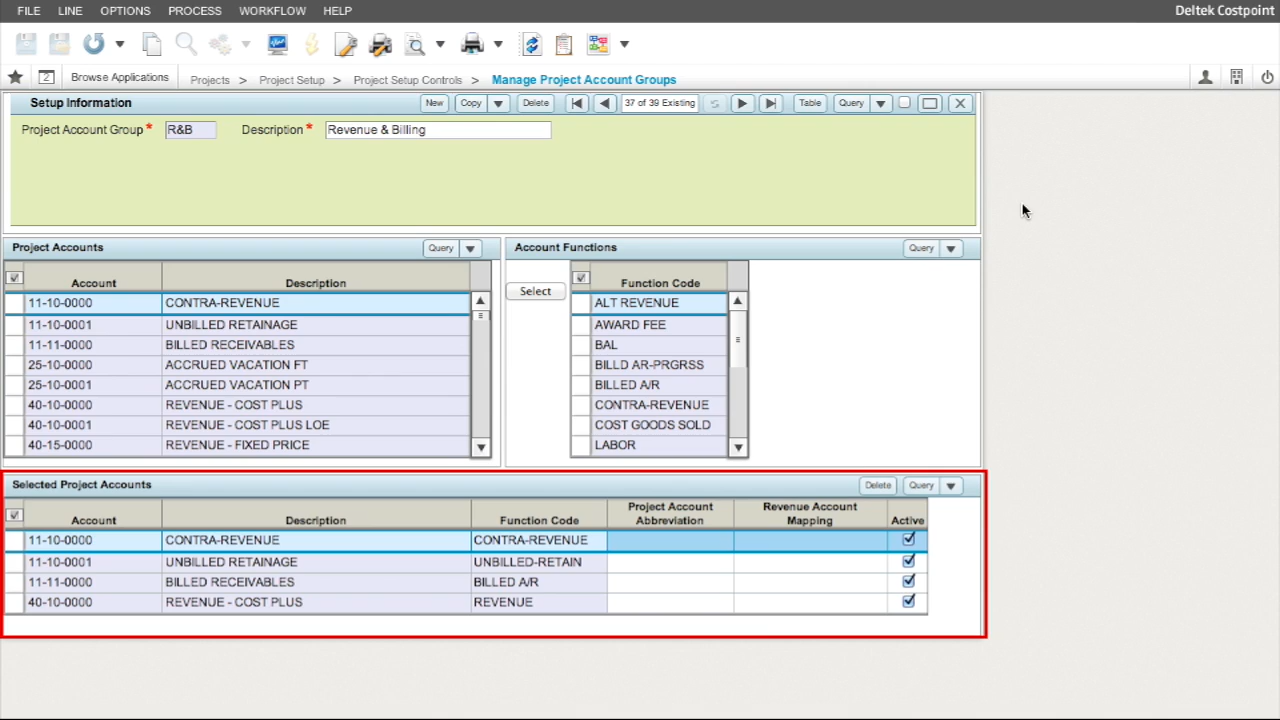 FILE LINE OPTIONS PROCESS WORKFLOW HELP Deltek Costpoint
2 Browse Applications Projects > Project Setup > Project Setup Controls > Manage Project Account Groups
Setup Information New Copy Delete 37 of 39 Existing Table Query
Project Account Group * R&B Description * Revenue & Billing
Project Accounts Query
Account Description
11-10-0000 CONTRA-REVENUE
11-10-0001 UNBILLED RETAINAGE
11-11-0000 BILLED RECEIVABLES
25-10-0000 ACCRUED VACATION FT
25-10-0001 ACCRUED VACATION PT
40-10-0000 REVENUE - COST PLUS
40-10-0001 REVENUE - COST PLUS LOE
40-15-0000 REVENUE - FIXED PRICE
Account Functions Query
Select
Function Code
ALT REVENUE
AWARD FEE
BAL
BILLD AR-PRGRSS
BILLED A/R
CONTRA-REVENUE
COST GOODS SOLD
LABOR
Selected Project Accounts Delete Query
Account Description Function Code Project Account Abbreviation Revenue Account Mapping Active
11-10-0000 CONTRA-REVENUE CONTRA-REVENUE
11-10-0001 UNBILLED RETAINAGE UNBILLED-RETAIN
11-11-0000 BILLED RECEIVABLES BILLED A/R
40-10-0000 REVENUE - COST PLUS REVENUE